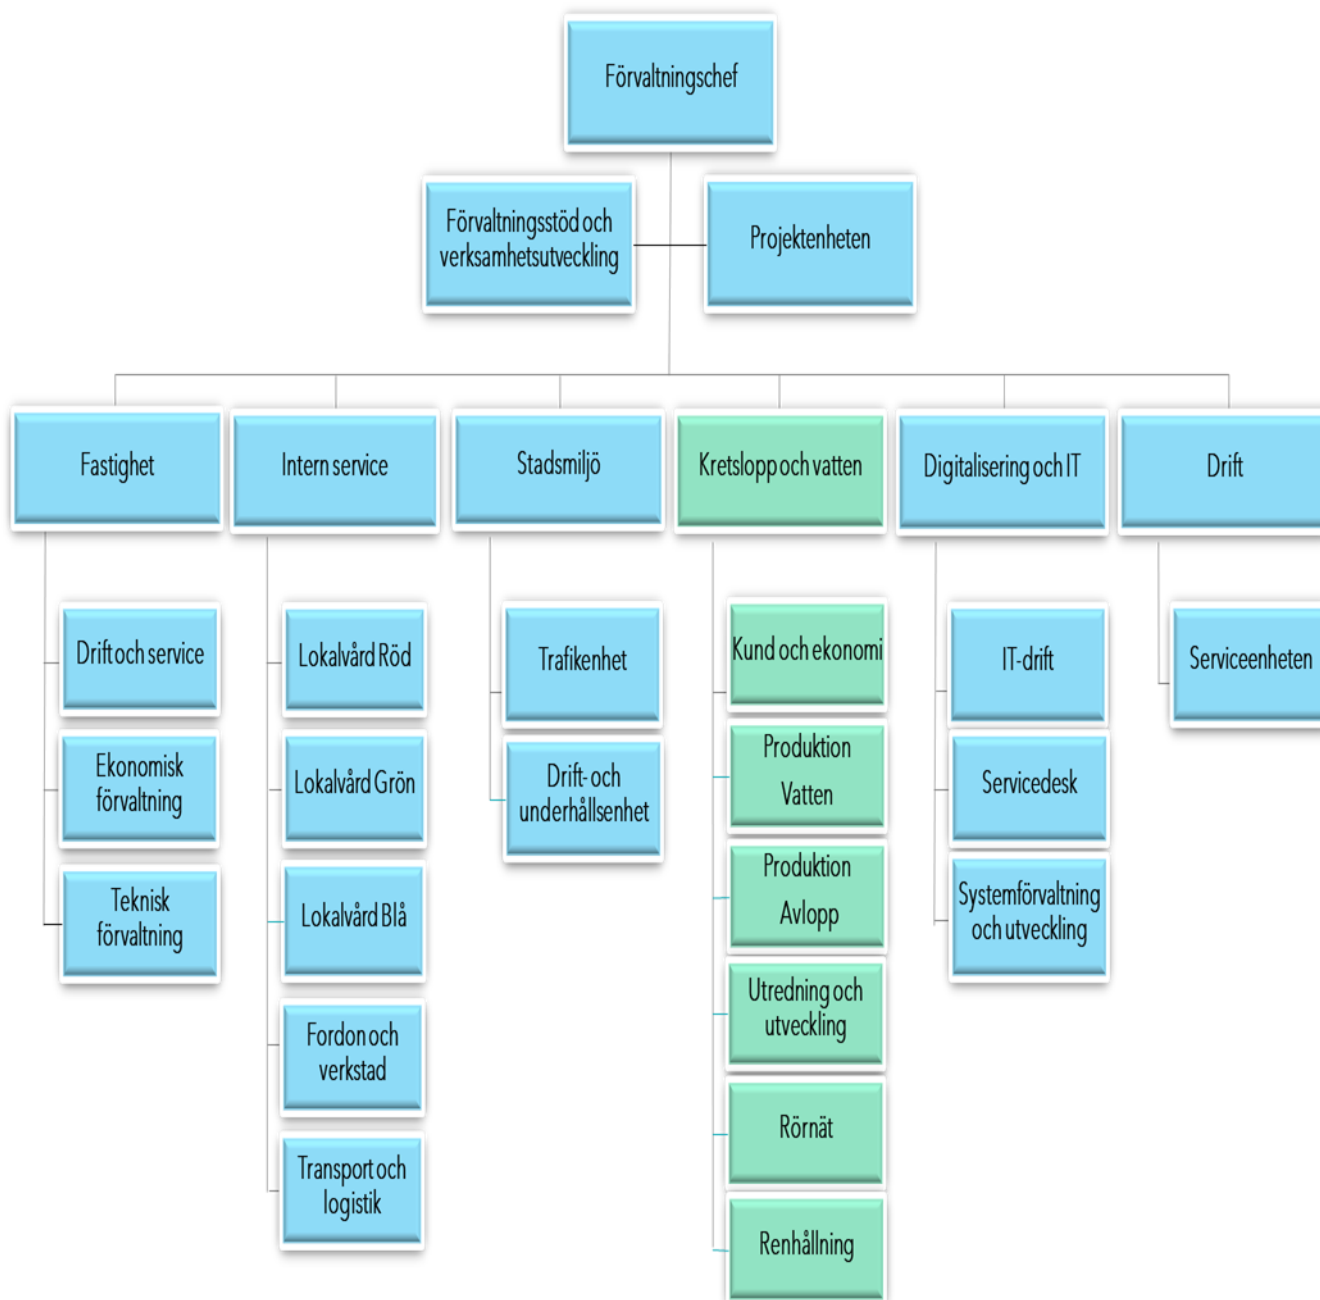 Förvaltningschef
Förvaltningsstöd och
verksamhetsutveckling
Projektenheten
Fastighet
Intern service
Stadsmiljö
Kretslopp och vatten
Digitalisering och IT
Drift
Drift och service
Ekonomisk
förvaltning
Teknisk
förvaltning
Lokalvård Röd
Lokalvård Grön
Lokalvård Blå
Fordon och
verkstad
Transport och
logistik
Trafikenhet
Drift- och
underhållsenhet
Kund och ekonomi
Produktion
Vatten
Produktion
Avlopp
Utredning och
utveckling
Rörnät
Renhållning
IT-drift
Servicedesk
Systemförvaltning
och utveckling
Serviceenheten